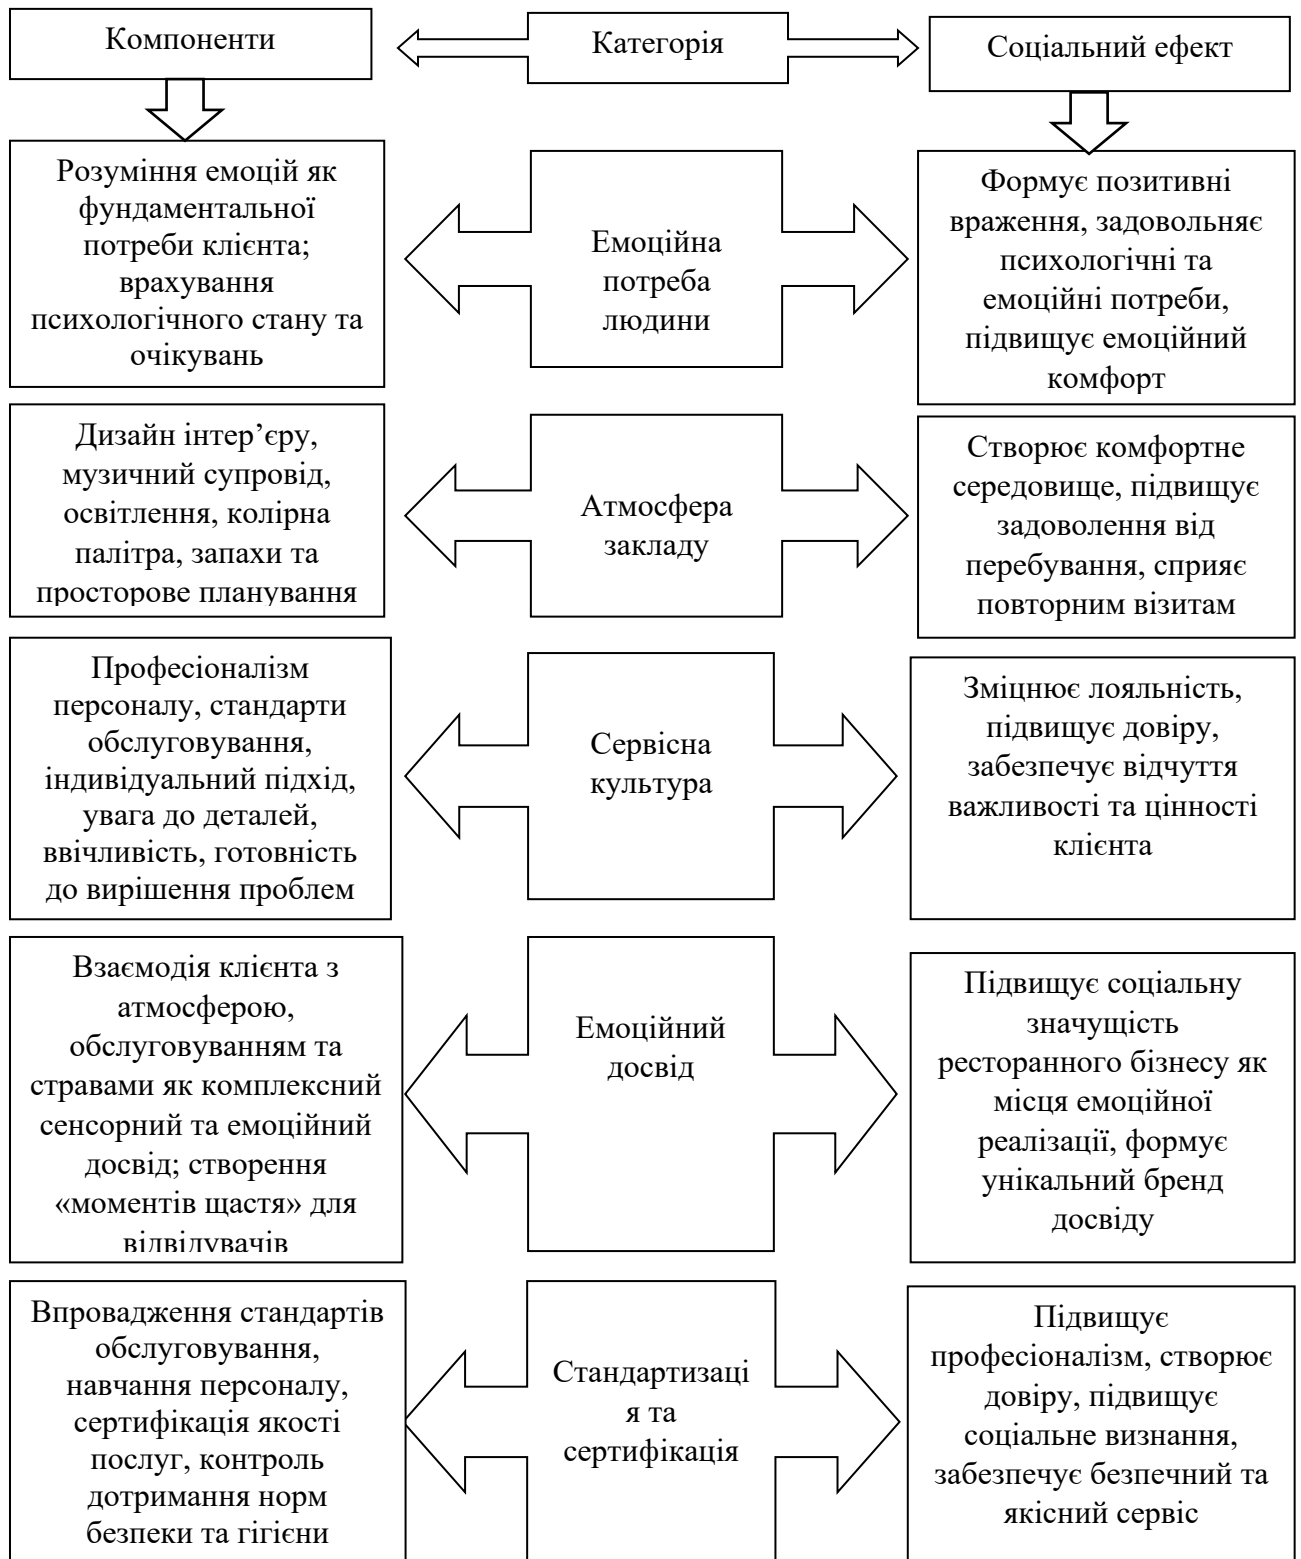 Компоненти
Категорія
Соціальний ефект
Розуміння емоцій як
фундаментальної
потреби клієнта;
врахування
психологічного стану та
очікувань
Емоційна
потреба
людини
Формує позитивні
враження, задовольняє
психологічні та
емоційні потреби,
підвищує емоційний
комфорт
Дизайн інтер’єру,
музичний супровід,
освітлення, колірна
палітра, запахи та
просторове планування
Атмосфера
закладу
Створює комфортне
середовище, підвищує
задоволення від
перебування, сприяє
повторним візитам
Професіоналізм
персоналу, стандарти
обслуговування,
індивідуальний підхід,
увага до деталей,
ввічливість, готовність
до вирішення проблем
Сервісна
культура
Зміцнює лояльність,
підвищує довіру,
забезпечує відчуття
важливості та цінності
клієнта
Взаємодія клієнта з
атмосферою,
обслуговуванням та
стравами як комплексний
сенсорний та емоційний
досвід; створення
«моментів щастя» для
відвідувачів
Емоційний
досвід
Підвищує соціальну
значущість
ресторанного бізнесу як
місця емоційної
реалізації, формує
унікальний бренд
досвіду
Впровадження стандартів
обслуговування,
навчання персоналу,
сертифікація якості
послуг, контроль
дотримання норм
безпеки та гігієни
Стандартизаці
я та
сертифікація
Підвищує
професіоналізм, створює
довіру, підвищує
соціальне визнання,
забезпечує безпечний та
якісний сервіс